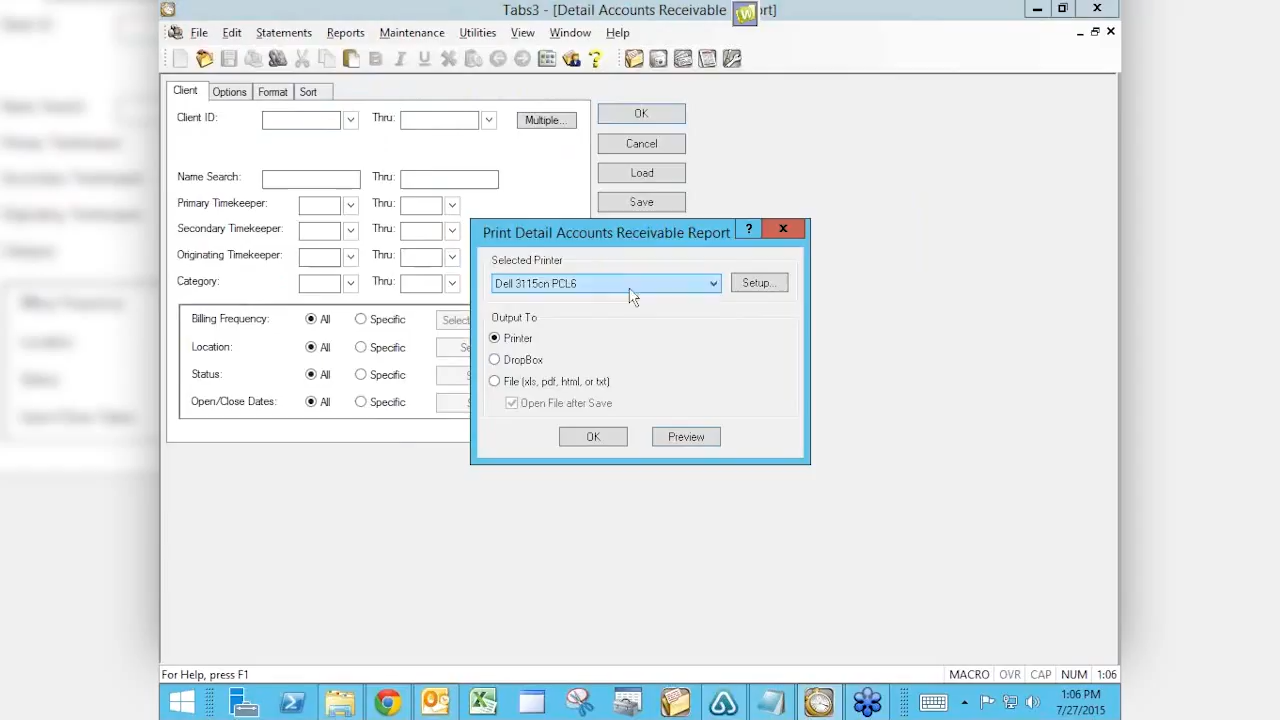 Tabs3 - [Detail Accounts Receivable rt]
File Edit Statements Reports Maintenance Utilities View Window Help
Client Options Format Sort
Client ID: Thru: Multiple... OK
Cancel
Name Search: Thru: Load
Primary Timekeeper: Thru: Save
Secondary Timekeeper: Thru:
Originating Timekeeper: Thru:
Category: Thru:
Billing Frequency: All Specific Selec
Location: All Specific Se
Status: All Specific S
Open/Close Dates: All Specific
Print Detail Accounts Receivable Report ? X
Selected Printer
Dell 3115cn PCL6 Setup...
Output To
Printer
DropBox
File (xls, pdf, html, or txt)
Open File after Save
OK Preview
For Help, press F1 MACRO OVR CAP NUM 1:06
1:06 PM
7/27/2015